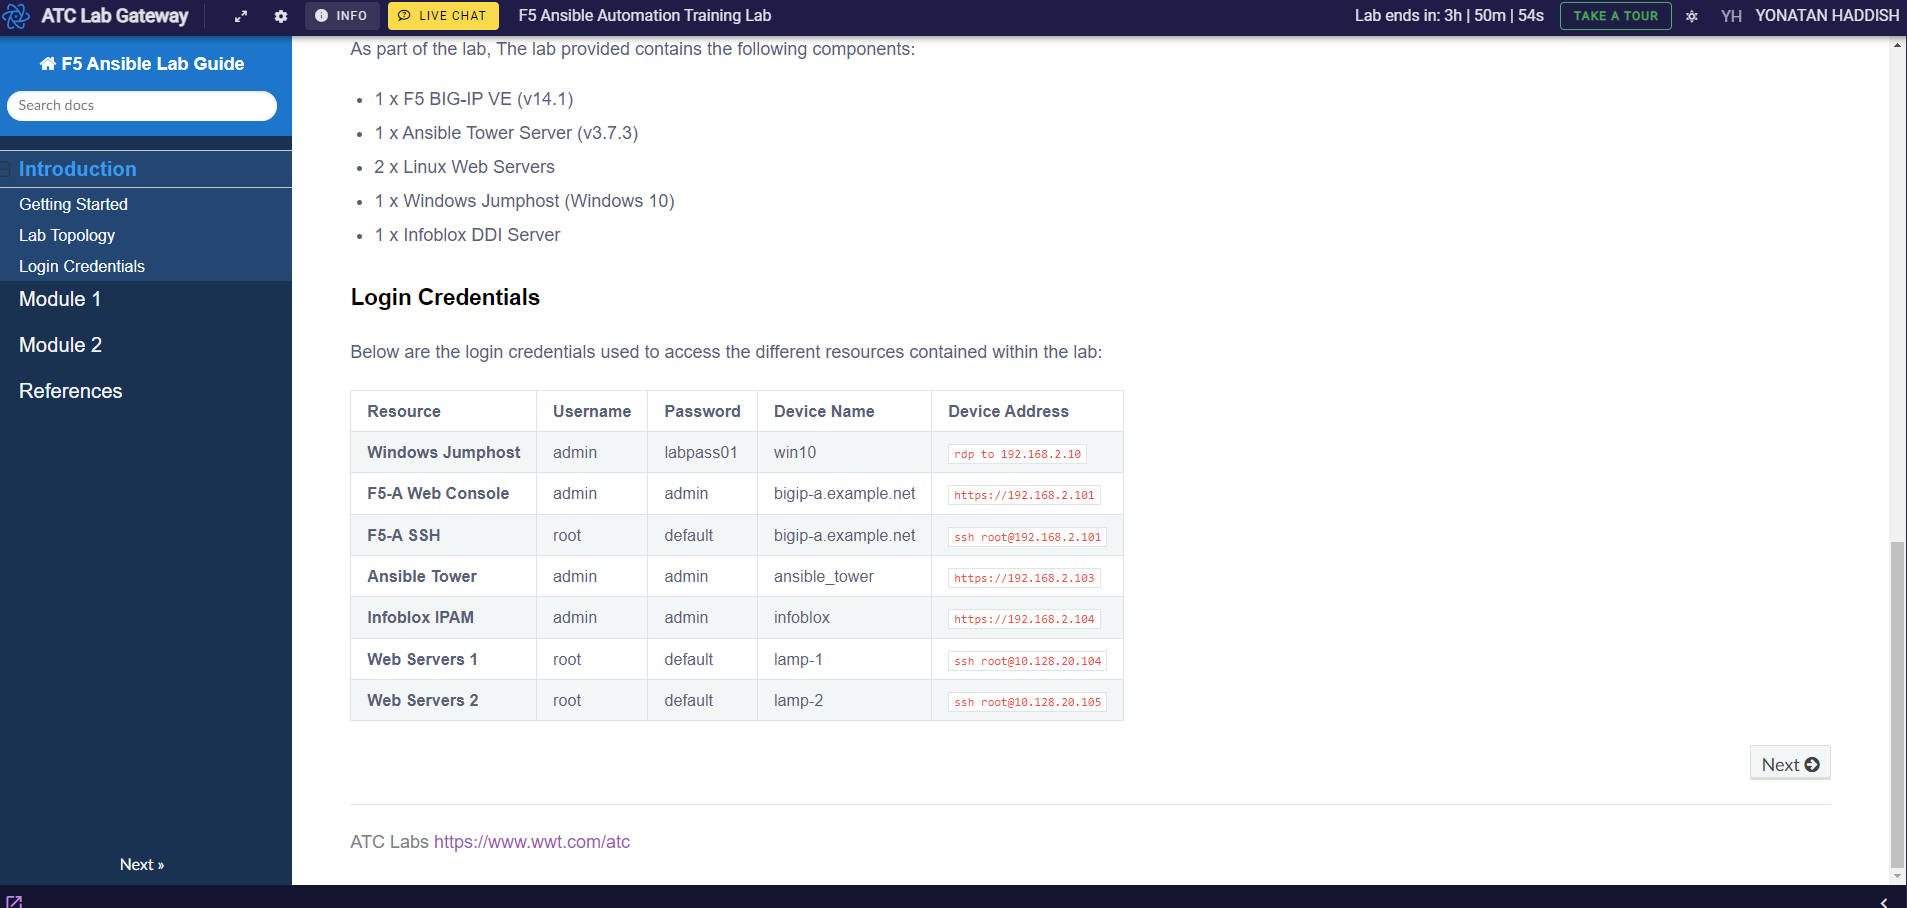 ATC Lab Gateway
INFO
LIVE CHAT
F5 Ansible Automation Training Lab
Lab ends in: 3h | 50m | 54s
TAKE A TOUR
YH
YONATAN HADDISH
F5 Ansible Lab Guide
Search docs
Introduction
Getting Started
Lab Topology
Login Credentials
Module 1
Module 2
References
Next »
As part of the lab, The lab provided contains the following components:
• 1 x F5 BIG-IP VE (v14.1)
• 1 x Ansible Tower Server (v3.7.3)
• 2 x Linux Web Servers
• 1 x Windows Jumphost (Windows 10)
• 1 x Infoblox DDI Server
Login Credentials
Below are the login credentials used to access the different resources contained within the lab:
Resource Username Password Device Name Device Address
Windows Jumphost admin labpass01 win10 rdp to 192.168.2.10
F5-A Web Console admin admin bigip-a.example.net https://192.168.2.101
F5-A SSH root default bigip-a.example.net ssh root@192.168.2.101
Ansible Tower admin admin ansible_tower https://192.168.2.103
Infoblox IPAM admin admin infoblox https://192.168.2.104
Web Servers 1 root default lamp-1 ssh root@10.128.20.104
Web Servers 2 root default lamp-2 ssh root@10.128.20.105
Next
ATC Labs https://www.wwt.com/atc